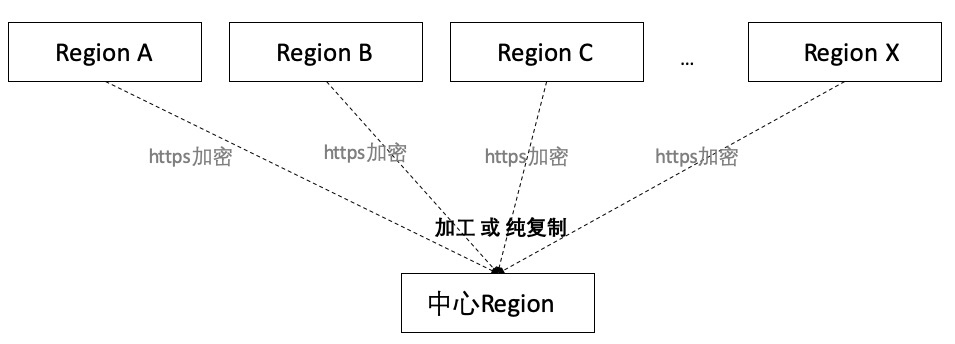 Region A
Region B
Region C
...
Region X
https加密
https加密
https加密
https加密
加工 或 纯复制
中心Region